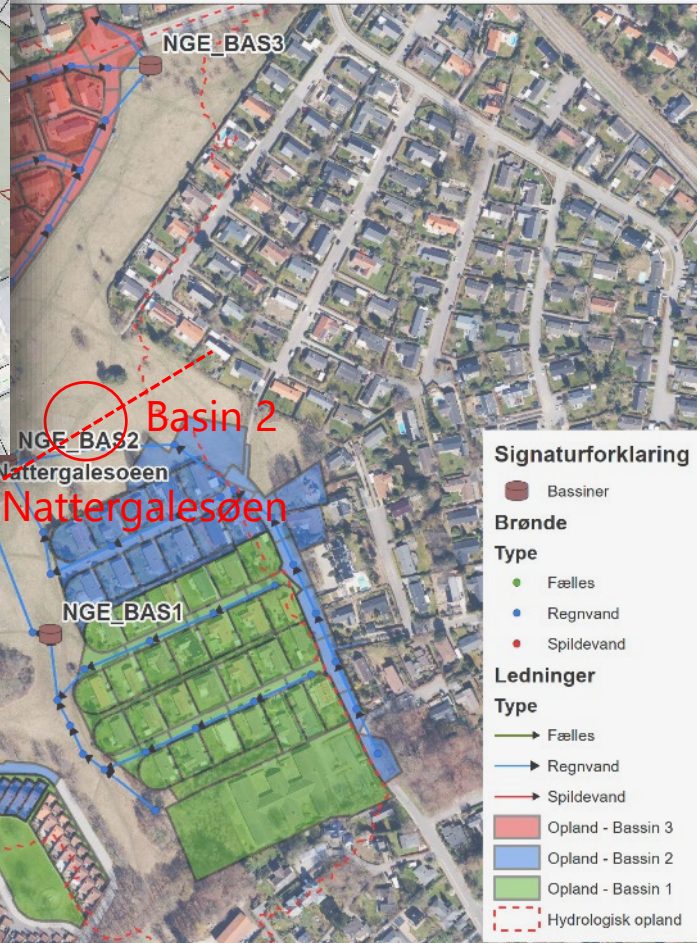 NGE_BAS3
Basin 2
NGE_BAS2
Nattergalesoeen
Nattergalesøen
NGE_BAS1
Signaturforklaring
Bassiner
Brønde
Type
Fælles
Regnvand
Spildevand
Ledninger
Type
Fælles
Regnvand
Spildevand
Opland - Bassin 3
Opland - Bassin 2
Opland - Bassin 1
Hydrologisk opland